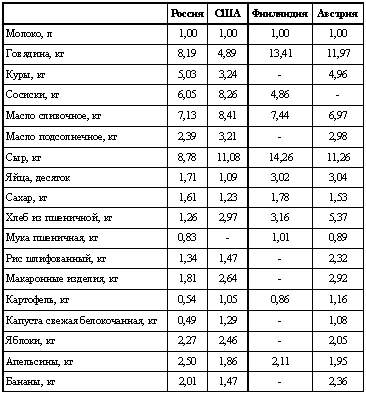 Россия США Финляндия Австрия
Молоко, л 1,00 1,00 1,00 1,00
Говядина, кг 8,19 4,89 13,41 11,97
Куры, кг 5,03 3,24 - 4,96
Сосиски, кг 6,05 8,26 4,86 -
Масло сливочное, кг 7,13 8,41 7,44 6,97
Масло подсолнечное, кг 2,39 3,21 - 2,98
Сыр, кг 8,78 11,08 14,26 11,26
Яйца, десяток 1,71 1,09 3,02 3,04
Сахар, кг 1,61 1,23 1,78 1,53
Хлеб из пшеничной, кг 1,26 2,97 3,16 5,37
Мука пшеничная, кг 0,83 - 1,01 0,89
Рис шлифованный, кг 1,34 1,47 - 2,32
Макаронные изделия, кг 1,81 2,64 - 2,92
Картофель, кг 0,54 1,05 0,86 1,16
Капуста свежая белокочанная, кг 0,49 1,29 - 1,08
Яблоки, кг 2,27 2,46 - 2,05
Апельсины, кг 2,50 1,86 2,11 1,95
Бананы, кг 2,01 1,47 - 2,36